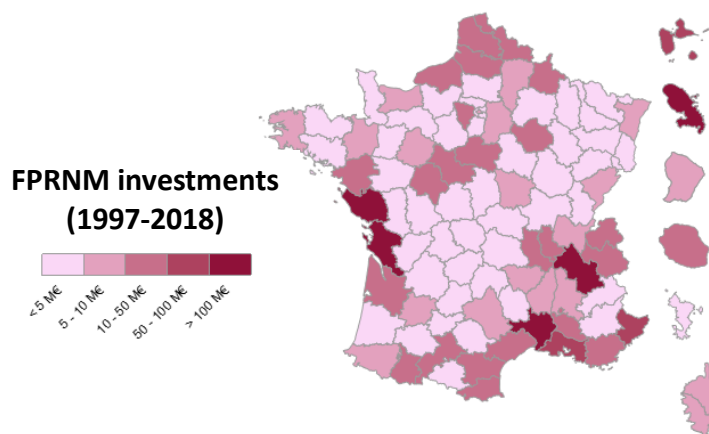 FPRNM investments
(1997-2018)
< 5 M€
5 - 10 M€
10 - 50 M€
50 - 100 M€
> 100 M€